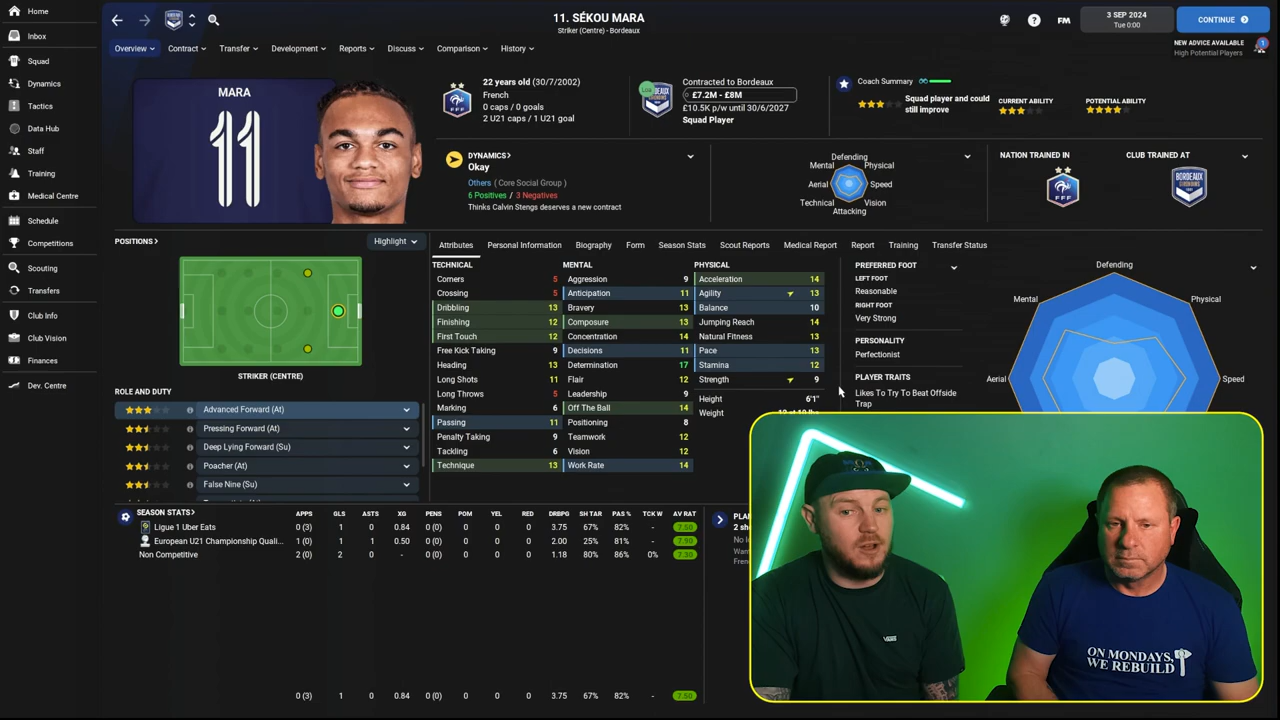 Home
11. SÉKOU MARA
Striker (Centre) - Bordeaux
FM
3 SEP 2024
Tue 0:00
CONTINUE
Inbox
Overview
Contract
Transfer
Development
Reports
Discuss
Comparison
History
NEW ADVICE AVAILABLE
High Potential Players
1
Squad
Dynamics
Tactics
Data Hub
Staff
Training
Medical Centre
Schedule
Competitions
Scouting
Transfers
Club Info
Club Vision
Finances
Dev. Centre
MARA
11
FFF
22 years old (30/7/2002)
French
0 caps / 0 goals
2 U21 caps / 1 U21 goal
Contracted to Bordeaux
£7.2M - £8M
£10.5K p/w until 30/6/2027
Squad Player
Coach Summary
Squad player and could
still improve
CURRENT ABILITY
POTENTIAL ABILITY
DYNAMICS>
Okay
Others ( Core Social Group )
6 Positives / 3 Negatives
Thinks Calvin Stengs deserves a new contract
Defending
Mental
Physical
Aerial
Speed
Technical
Vision
Attacking
NATION TRAINED IN
FFF
CLUB TRAINED AT
BORDEAUX
POSITIONS>
Highlight
STRIKER (CENTRE)
ROLE AND DUTY
Advanced Forward (At)
Pressing Forward (At)
Deep Lying Forward (Su)
Poacher (At)
False Nine (Su)
Attributes
Personal Information
Biography
Form
Season Stats
Scout Reports
Medical Report
Report
Training
Transfer Status
TECHNICAL
Corners 5
Crossing 5
Dribbling 13
Finishing 12
First Touch 12
Free Kick Taking 9
Heading 13
Long Shots 11
Long Throws 5
Marking 6
Passing 11
Penalty Taking 9
Tackling 6
Technique 13
MENTAL
Aggression 9
Anticipation 11
Bravery 13
Composure 13
Concentration 14
Decisions 11
Determination 17
Flair 12
Leadership 9
Off The Ball 14
Positioning 8
Teamwork 12
Vision 12
Work Rate 14
PHYSICAL
Acceleration 14
Agility 13
Balance 10
Jumping Reach 14
Natural Fitness 13
Pace 13
Stamina 12
Strength 9
Height 6'1"
Weight
PREFERRED FOOT
LEFT FOOT
Reasonable
RIGHT FOOT
Very Strong
PERSONALITY
Perfectionist
PLAYER TRAITS
Likes To Try To Beat Offside
Trap
Defending
Mental
Physical
Aerial
Speed
SEASON STATS>
APPS GLS ASTS XG PENS POM YEL RED DRBPG SH TAR PAS % TCK W AV RAT
Ligue 1 Uber Eats 0 (3) 1 0 0.84 0 (0) 0 0 0 3.75 67% 82% - 7.50
European U21 Championship Quali... 1 (0) 1 1 0.50 0 (0) 0 0 0 2.00 25% 81% - 7.90
Non Competitive 2 (0) 2 0 - 0 (0) 0 0 0 1.18 80% 86% 0% 7.30
0 (3) 1 0 0.84 0 (0) 0 0 0 3.75 67% 82% - 7.50
VANS
ON MONDAYS,
WE REBUILD